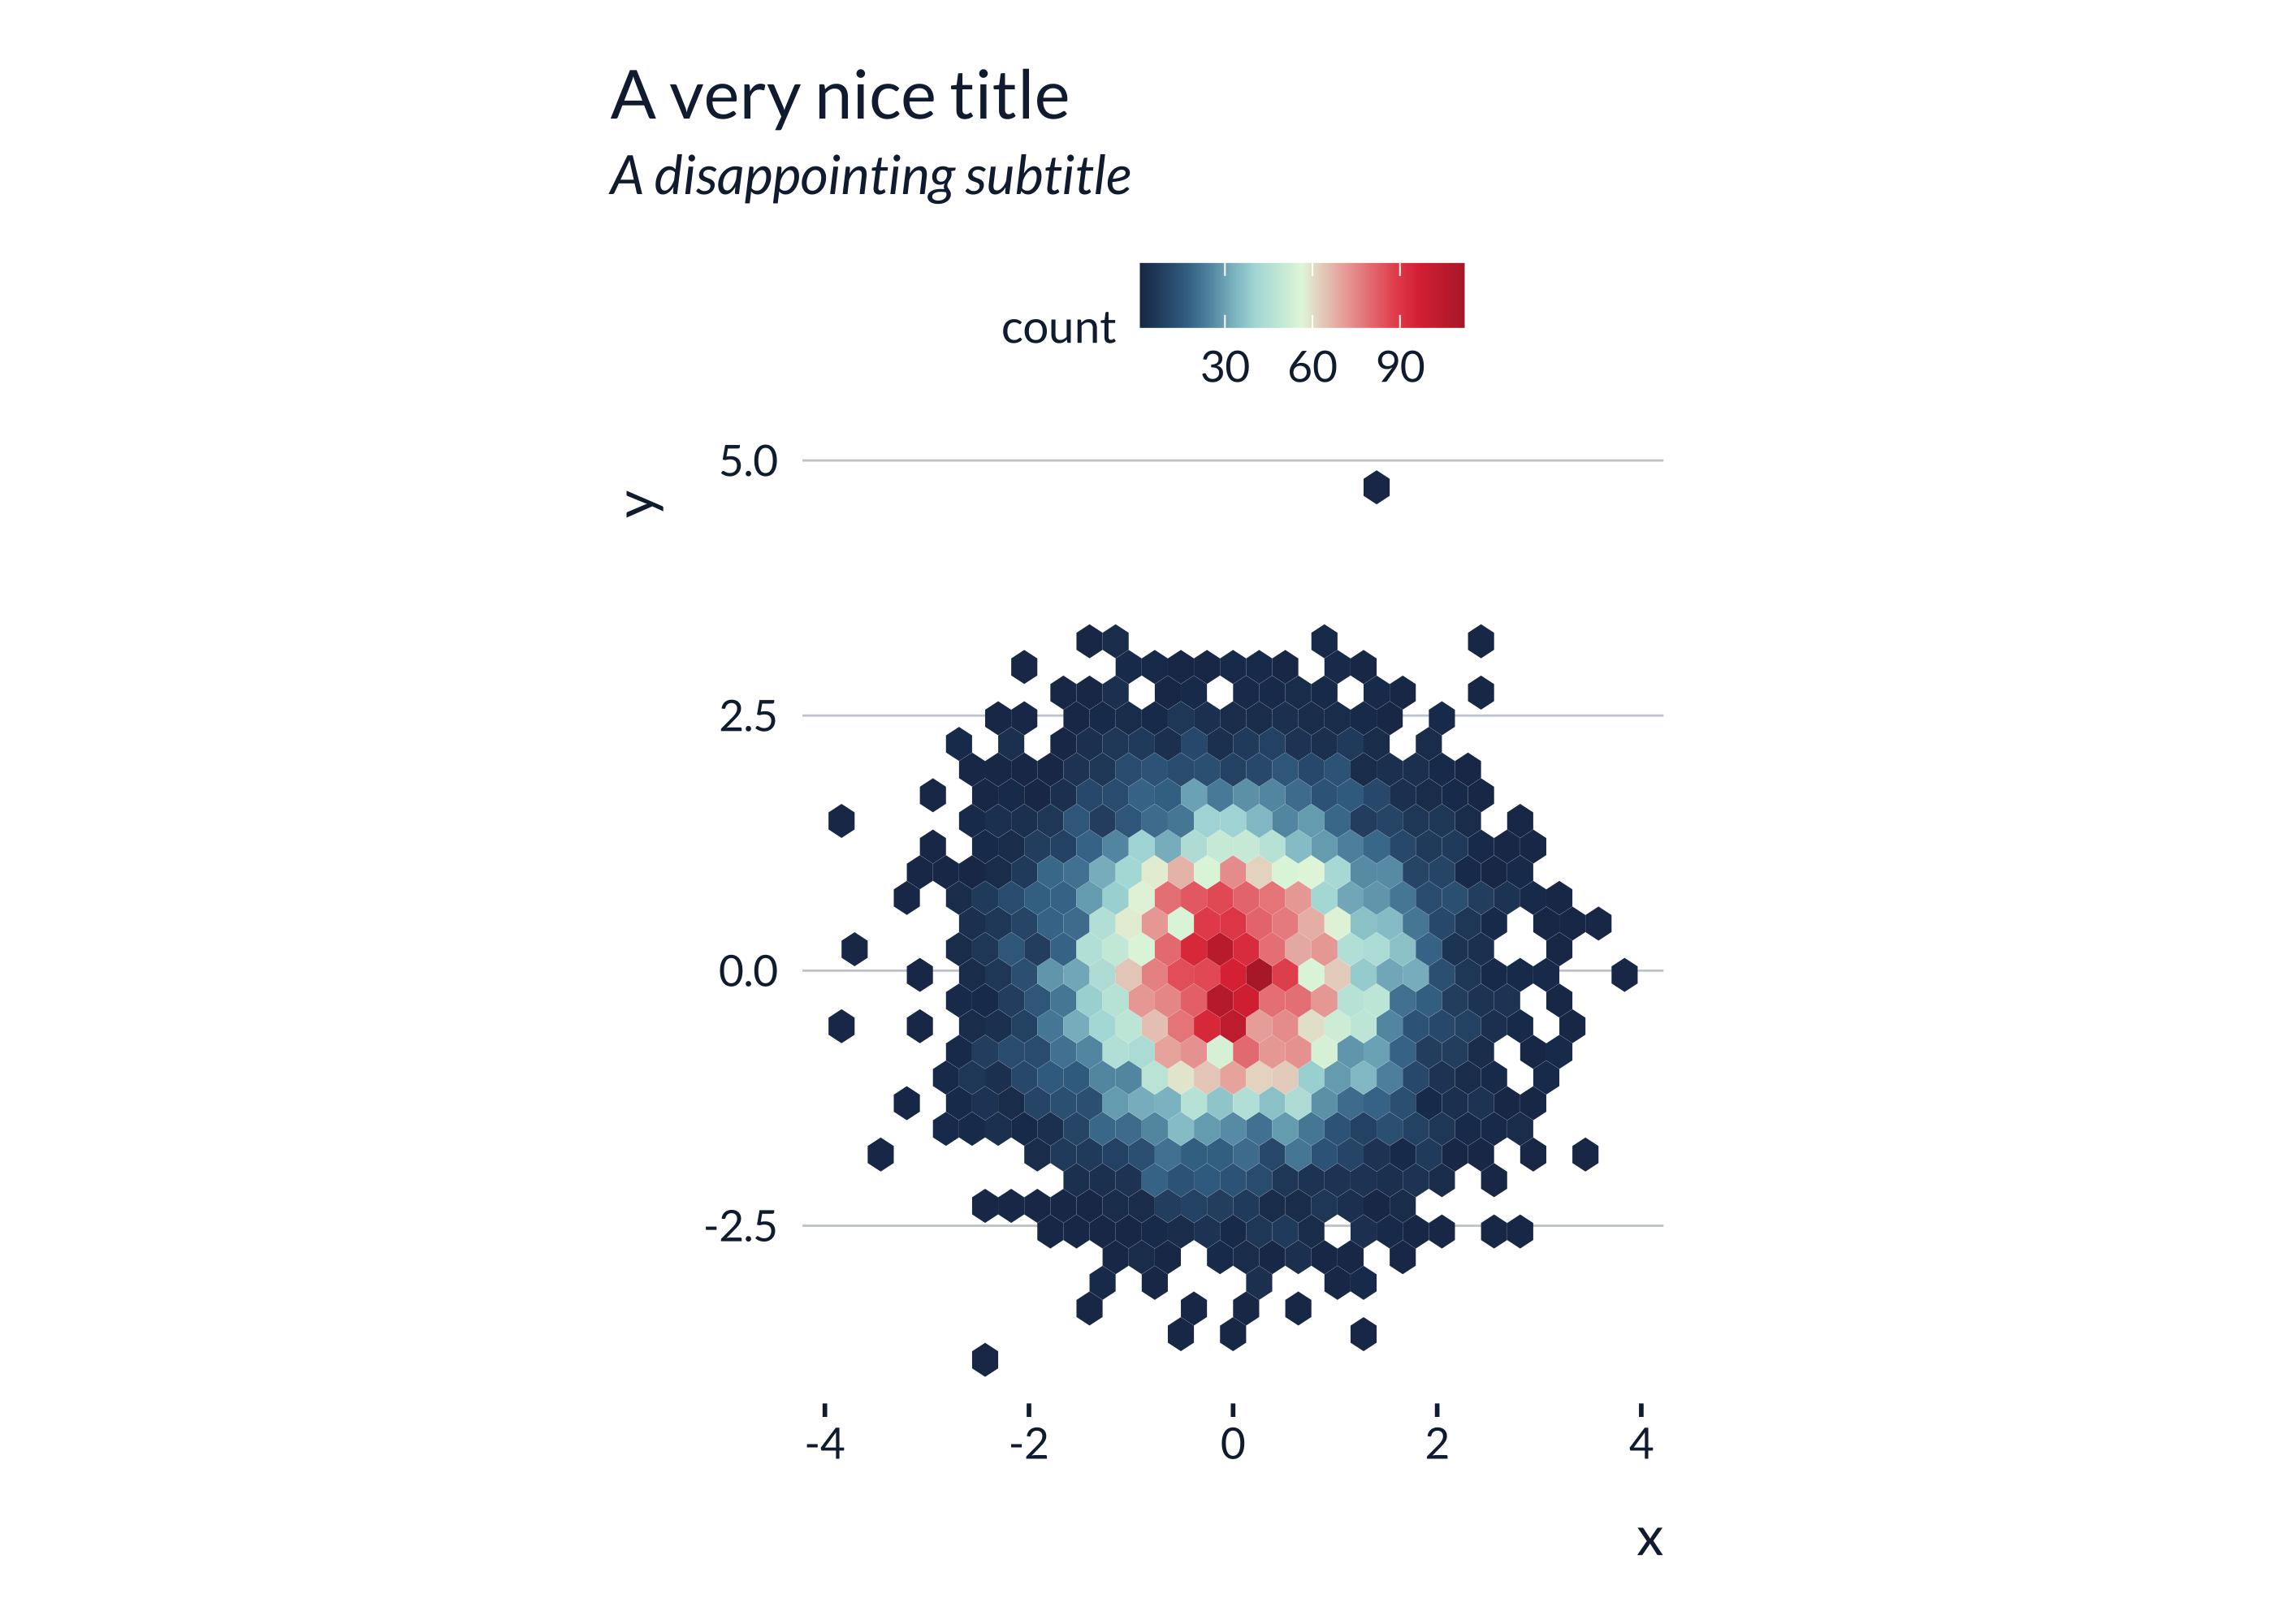 A very nice title
A disappointing subtitle
count
30 60 90
5.0
y
2.5
0.0
-2.5
-4 -2 0 2 4
x